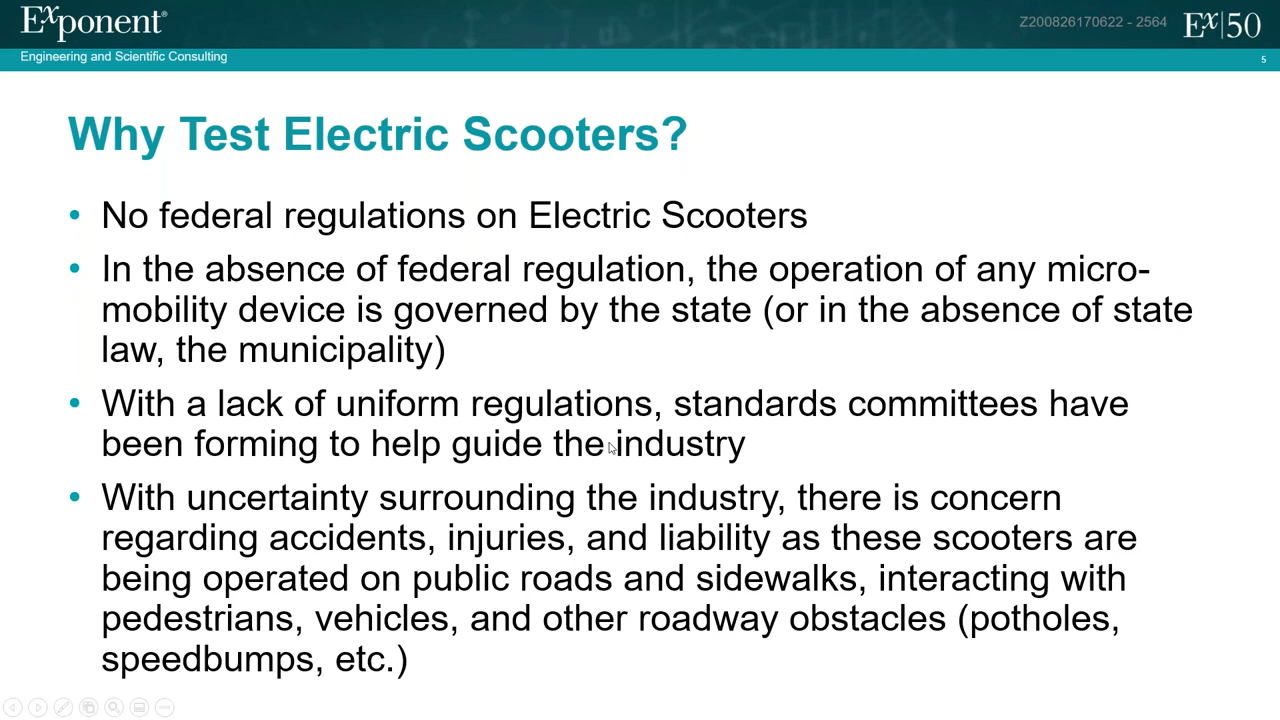 Exponent®
Z200826170622 - 2564
Ex|50
Engineering and Scientific Consulting
5
Why Test Electric Scooters?
• No federal regulations on Electric Scooters
• In the absence of federal regulation, the operation of any micro-
mobility device is governed by the state (or in the absence of state
law, the municipality)
• With a lack of uniform regulations, standards committees have
been forming to help guide the industry
• With uncertainty surrounding the industry, there is concern
regarding accidents, injuries, and liability as these scooters are
being operated on public roads and sidewalks, interacting with
pedestrians, vehicles, and other roadway obstacles (potholes,
speedbumps, etc.)